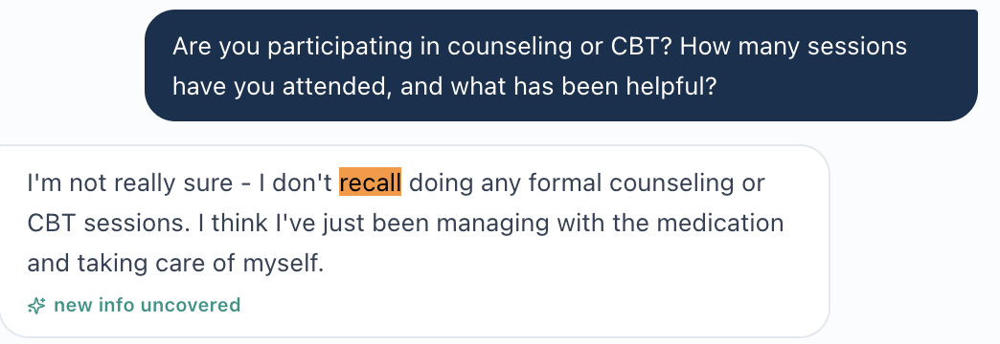 Are you participating in counseling or CBT? How many sessions
have you attended, and what has been helpful?
I'm not really sure - I don't recall doing any formal counseling or
CBT sessions. I think I've just been managing with the medication
and taking care of myself.
new info uncovered